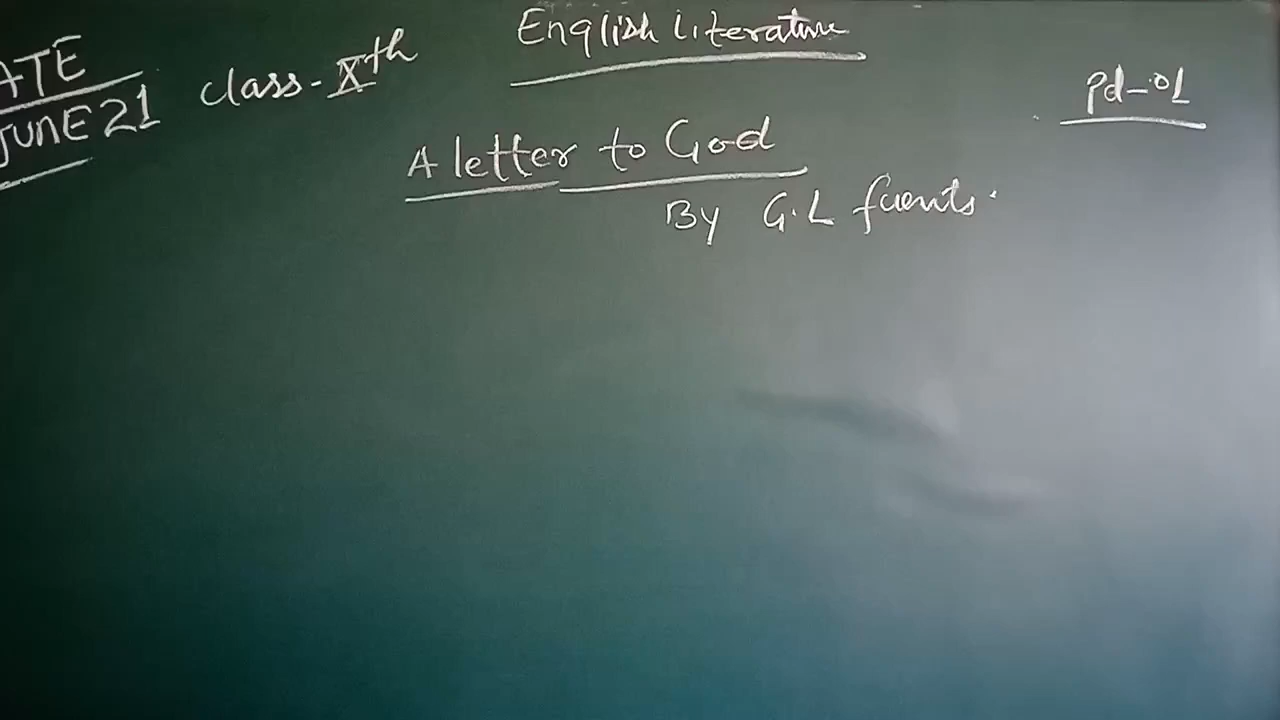 English Literature
ATE
JUNE 21
class - Xth
Pd-01
A letter to God
By G.L fuents.